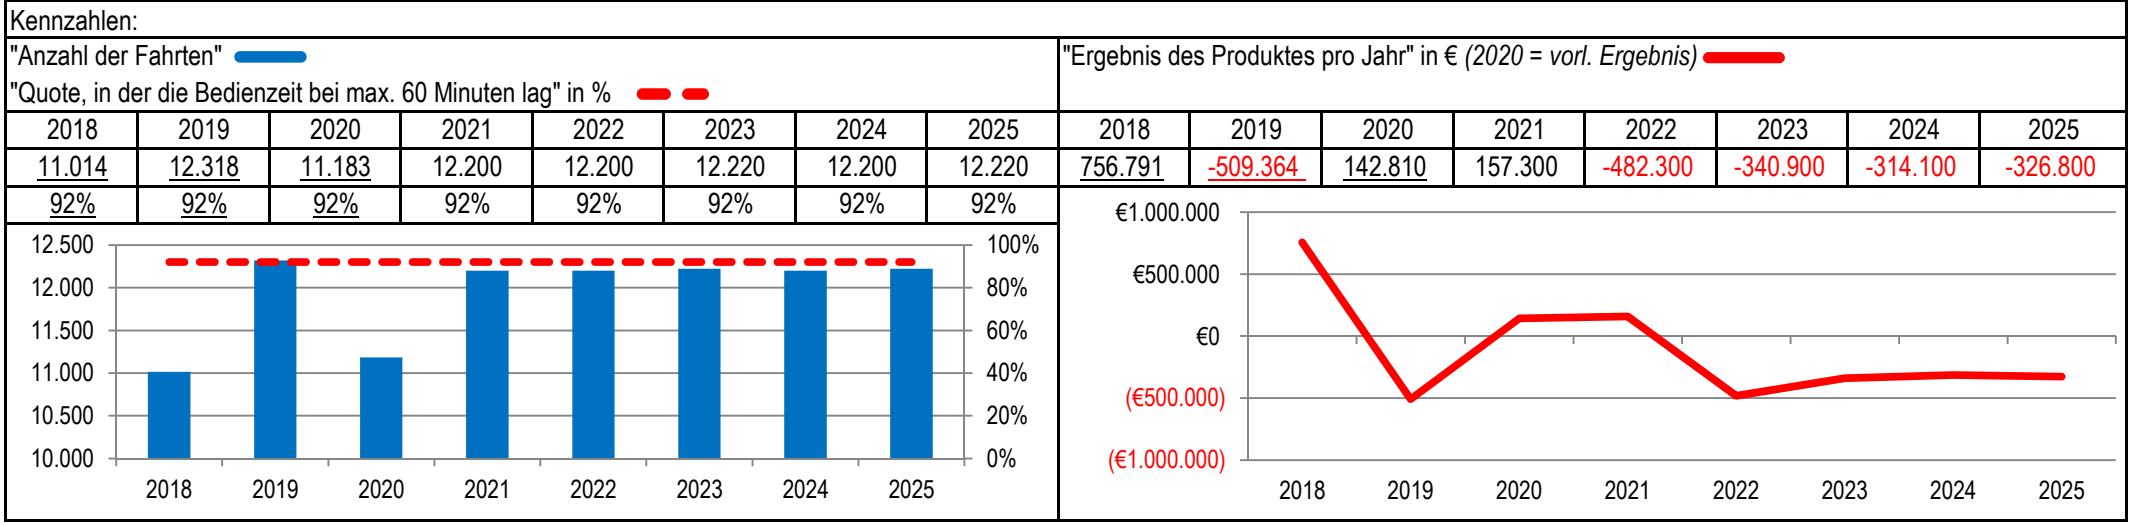 Kennzahlen:
"Anzahl der Fahrten"
"Quote, in der die Bedienzeit bei max. 60 Minuten lag" in %
2018 2019 2020 2021 2022 2023 2024 2025
11.014 12.318 11.183 12.200 12.200 12.220 12.200 12.220
92% 92% 92% 92% 92% 92% 92% 92%
12.500 100%
12.000 80%
11.500 60%
11.000 40%
10.500 20%
10.000 0%
2018 2019 2020 2021 2022 2023 2024 2025
"Ergebnis des Produktes pro Jahr" in € (2020 = vorl. Ergebnis)
2018 2019 2020 2021 2022 2023 2024 2025
756.791 -509.364 142.810 157.300 -482.300 -340.900 -314.100 -326.800
€1.000.000
€500.000
€0
(€500.000)
(€1.000.000)
2018 2019 2020 2021 2022 2023 2024 2025